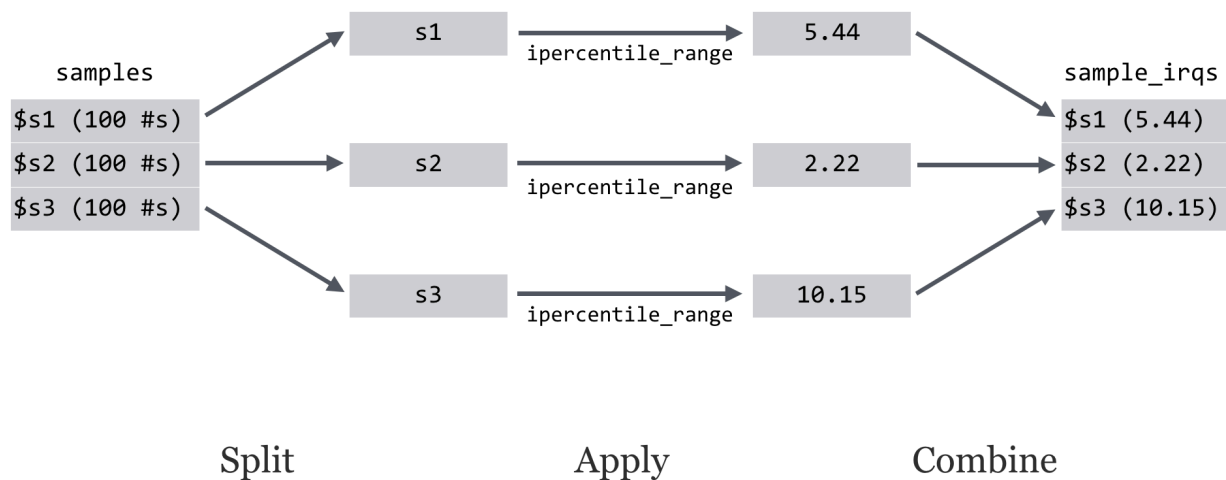 samples
$s1 (100 #s)
$s2 (100 #s)
$s3 (100 #s)
s1
s2
s3
ipercentile_range
ipercentile_range
ipercentile_range
5.44
2.22
10.15
sample_irqs
$s1 (5.44)
$s2 (2.22)
$s3 (10.15)
Split
Apply
Combine